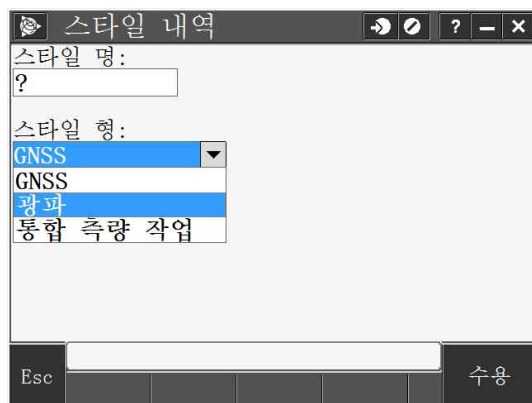 스타일 내역
? – ×
스타일 명:
?
스타일 형:
GNSS
GNSS
광파
통합 측량 작업
Esc
수용